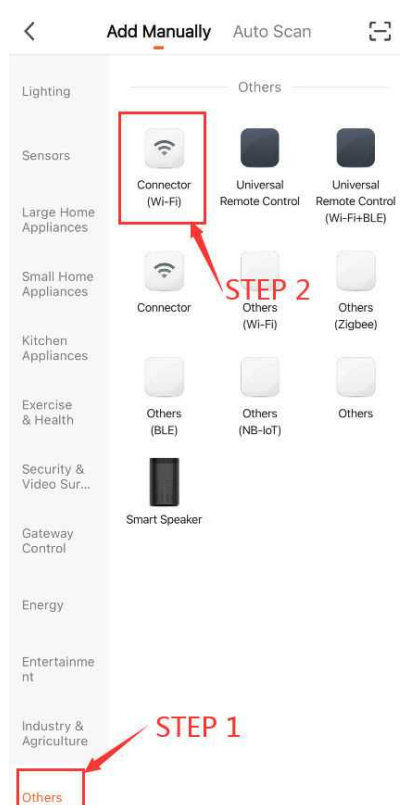 Add Manually Auto Scan
Lighting
Sensors
Large Home
Appliances
Small Home
Appliances
Kitchen
Appliances
Exercise
& Health
Security &
Video Sur...
Gateway
Control
Energy
Entertainme
nt
Industry &
Agriculture
Others
STEP 1
Others
Connector
(Wi-Fi)
Universal
Remote Control
Universal
Remote Control
(Wi-Fi+BLE)
STEP 2
Connector
Others
(Wi-Fi)
Others
(Zigbee)
Others
(BLE)
Others
(NB-IoT)
Others
Smart Speaker